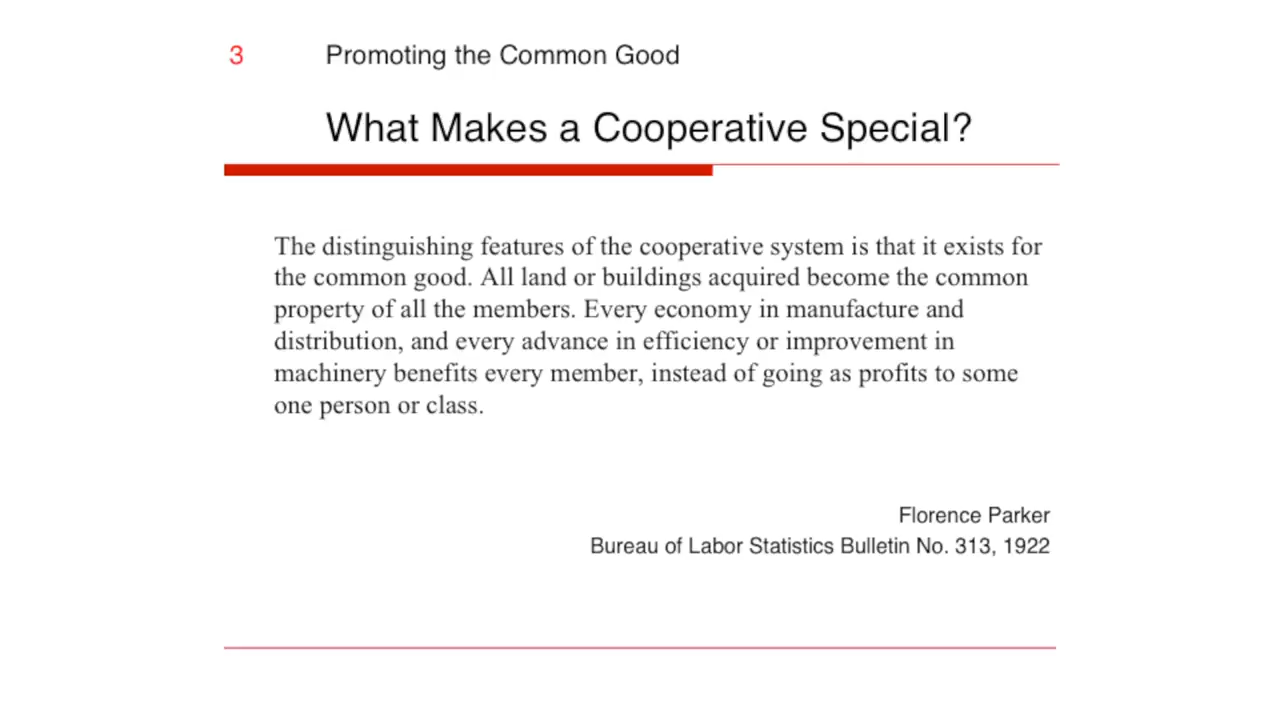 3 Promoting the Common Good
What Makes a Cooperative Special?
The distinguishing features of the cooperative system is that it exists for
the common good. All land or buildings acquired become the common
property of all the members. Every economy in manufacture and
distribution, and every advance in efficiency or improvement in
machinery benefits every member, instead of going as profits to some
one person or class.
Florence Parker
Bureau of Labor Statistics Bulletin No. 313, 1922